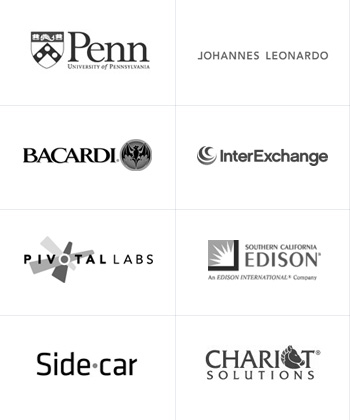 Penn
UNIVERSITY of PENNSYLVANIA
JOHANNES LEONARDO
BACARDI®
InterExchange
PIVOTAL LABS
SOUTHERN CALIFORNIA
EDISON®
An EDISON INTERNATIONAL® Company
Side·car
CHARIOT®
SOLUTIONS